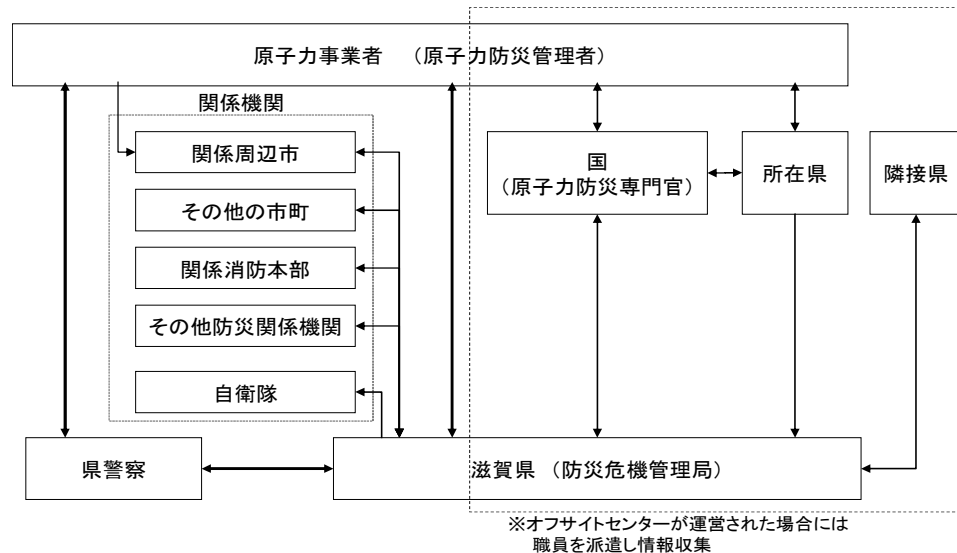 原子力事業者 （原子力防災管理者）
関係機関
関係周辺市
その他の市町
関係消防本部
その他防災関係機関
自衛隊
国
（原子力防災専門官）
所在県
隣接県
県警察
滋賀県 （防災危機管理局）
※オフサイトセンターが運営された場合には
職員を派遣し情報収集